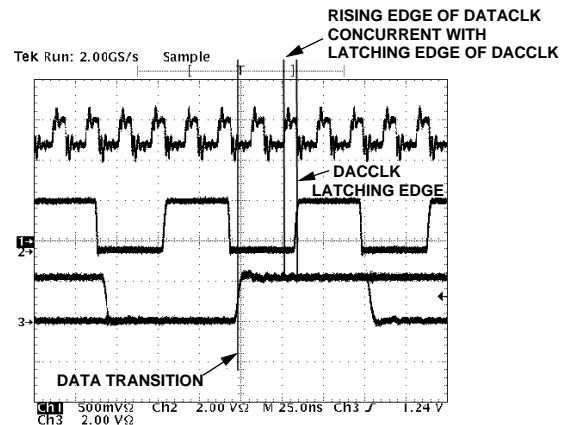 RISING EDGE OF DATACLK
CONCURRENT WITH
LATCHING EDGE OF DACCLK
Tek Run: 2.00GS/s Sample
T
DACCLK
LATCHING EDGE
1
2
3
DATA TRANSITION
Ch1 500mVΩ Ch2 2.00 VΩ M 25.0ns Ch3 ƒ 1.24 V
Ch3 2.00 VΩ